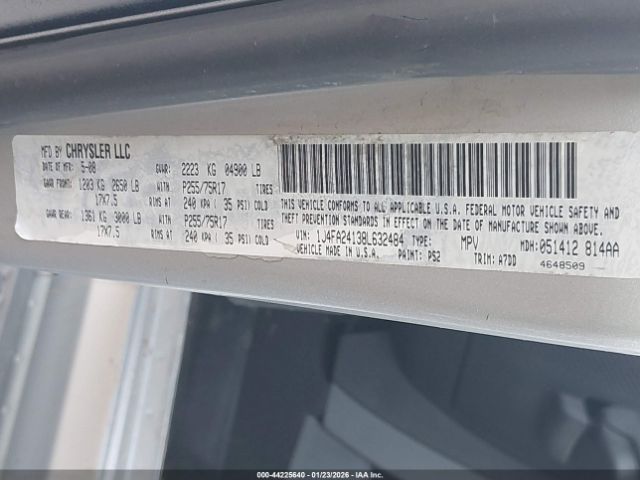 MFD BY CHRYSLER LLC
DATE OF MFR: 5-08 GVWR: 2223 KG 04900 LB
GAWR FRONT: 1203 KG 2650 LB WITH P255/75R17 TIRES
17X7.5 RIMS AT 240 KPA ( 35 PSI) COLD
GAWR REAR: 1361 KG 3000 LB WITH P255/75R17 TIRES
17X7.5 RIMS AT 240 KPA ( 35 PSI) COLD
THIS VEHICLE CONFORMS TO ALL APPLICABLE U.S.A. FEDERAL MOTOR VEHICLE SAFETY AND
THEFT PREVENTION STANDARDS IN EFFECT ON THE DATE OF MANUFACTURE SHOWN ABOVE.
VIN: 1J4FA24138L632484 TYPE: MPV MDH: 051412 814AA
VEHICLE MADE IN U.S.A. PAINT: PS2 TRIM: A7DD 4648509
000-44225640 - 01/23/2026 - IAAI.COM